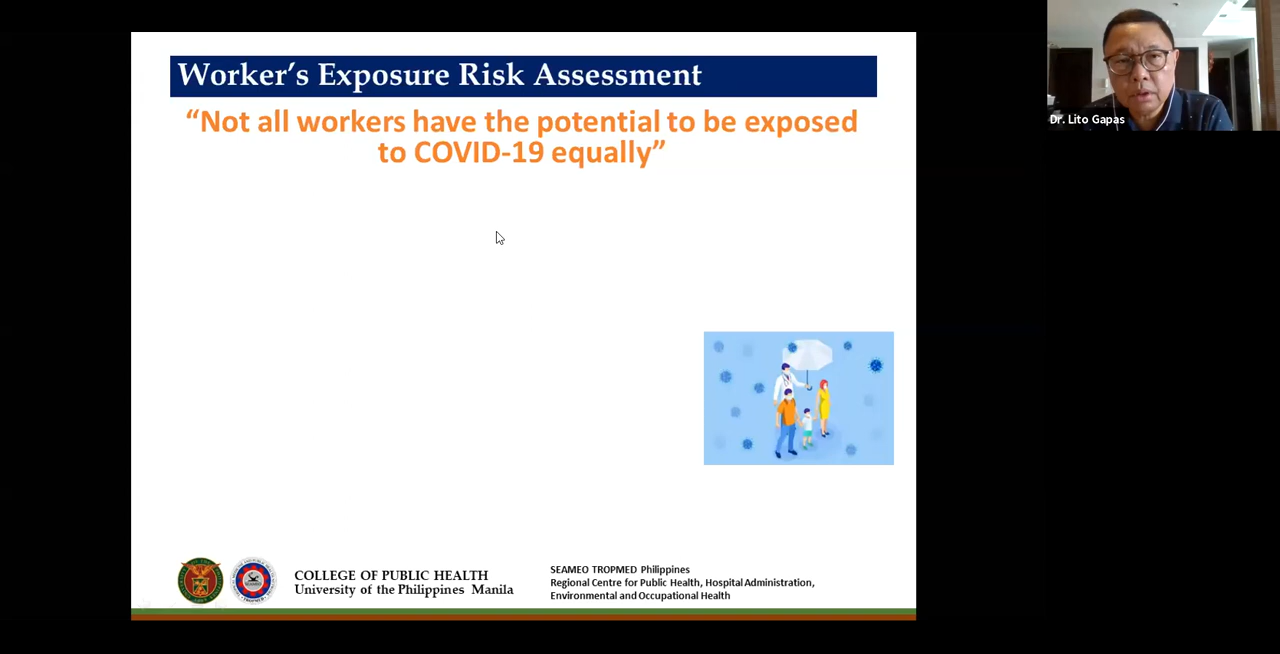 Worker’s Exposure Risk Assessment
“Not all workers have the potential to be exposed
to COVID-19 equally”
Dr. Lito Gapas
COLLEGE OF PUBLIC HEALTH
University of the Philippines Manila
SEAMEO TROPMED Philippines
Regional Centre for Public Health, Hospital Administration,
Environmental and Occupational Health